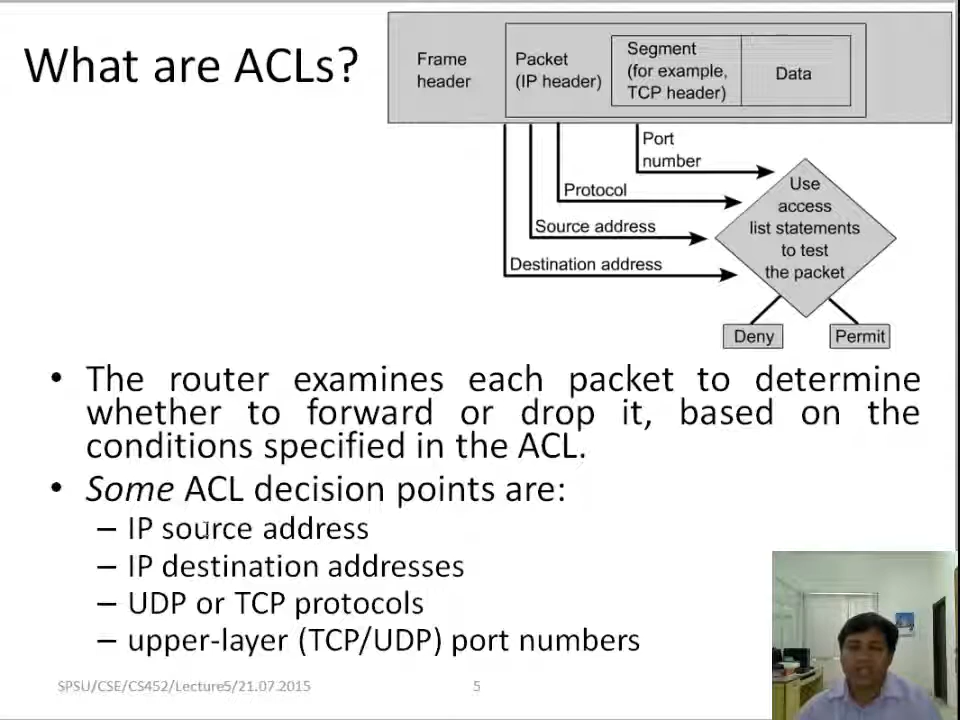 What are ACLs?
Frame
header
Packet
(IP header)
Segment
(for example,
TCP header)
Data
Port
number
Protocol
Source address
Destination address
Use
access
list statements
to test
the packet
Deny
Permit
• The router examines each packet to determine
whether to forward or drop it, based on the
conditions specified in the ACL.
• Some ACL decision points are:
– IP source address
– IP destination addresses
– UDP or TCP protocols
– upper-layer (TCP/UDP) port numbers
SPSU/CSE/CS452/Lecture5/21.07.2015
5